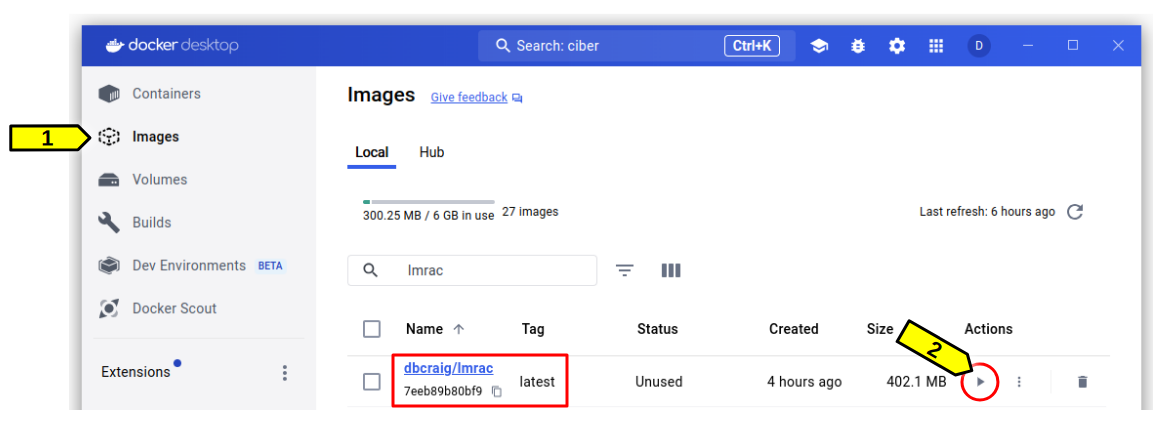 docker desktop
Search: ciber
Ctrl+K
D
Containers
1
Images
Volumes
Builds
Dev Environments BETA
Docker Scout
Extensions
Images Give feedback
Local Hub
300.25 MB / 6 GB in use 27 images
Last refresh: 6 hours ago
lmrac
Name Tag Status Created Size Actions
2
dbcraig/lmrac
7eeb89b80bf9
latest Unused 4 hours ago 402.1 MB